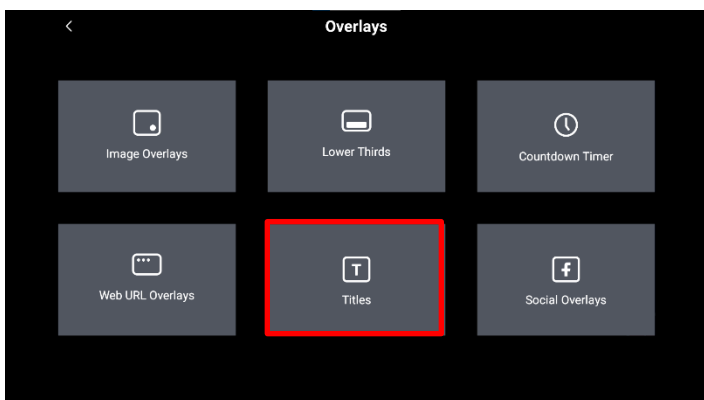 Overlays
Image Overlays
Lower Thirds
Countdown Timer
Web URL Overlays
T
Titles
f
Social Overlays